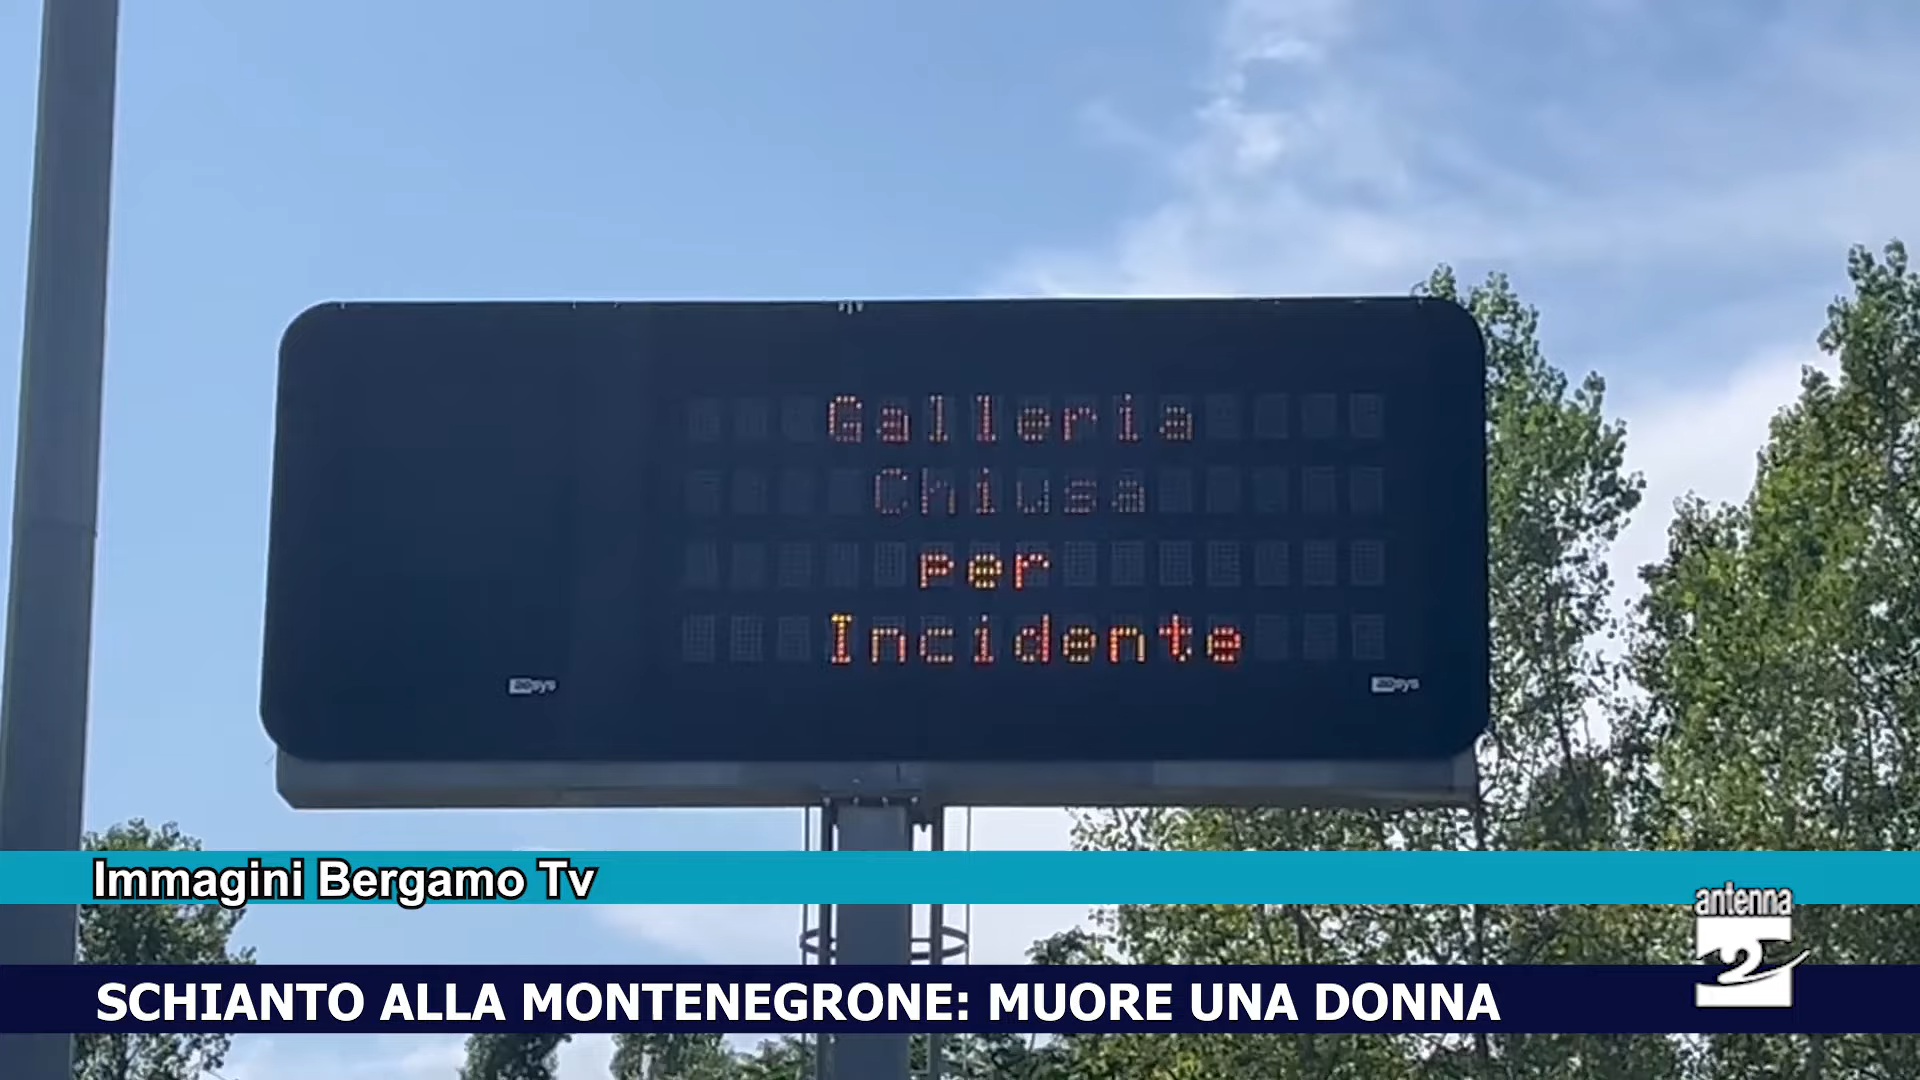 Galleria
Chiusa
per
Incidente
Immagini Bergamo Tv
antenna
2
SCHIANTO ALLA MONTENEGRONE: MUORE UNA DONNA